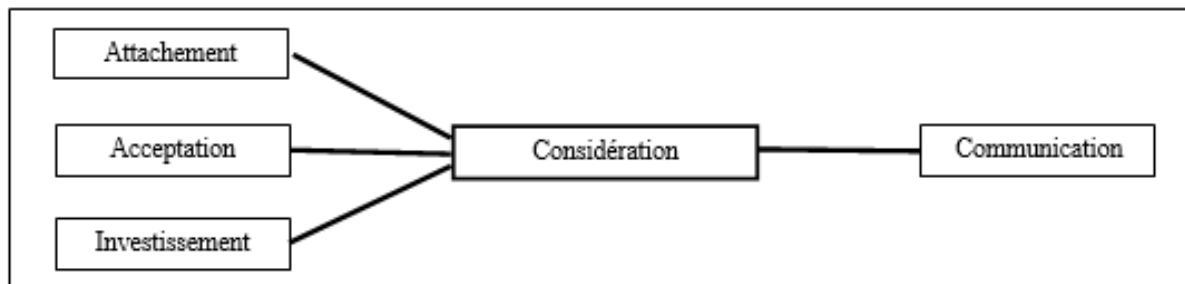 Attachement
Acceptation
Considération
Communication
Investissement